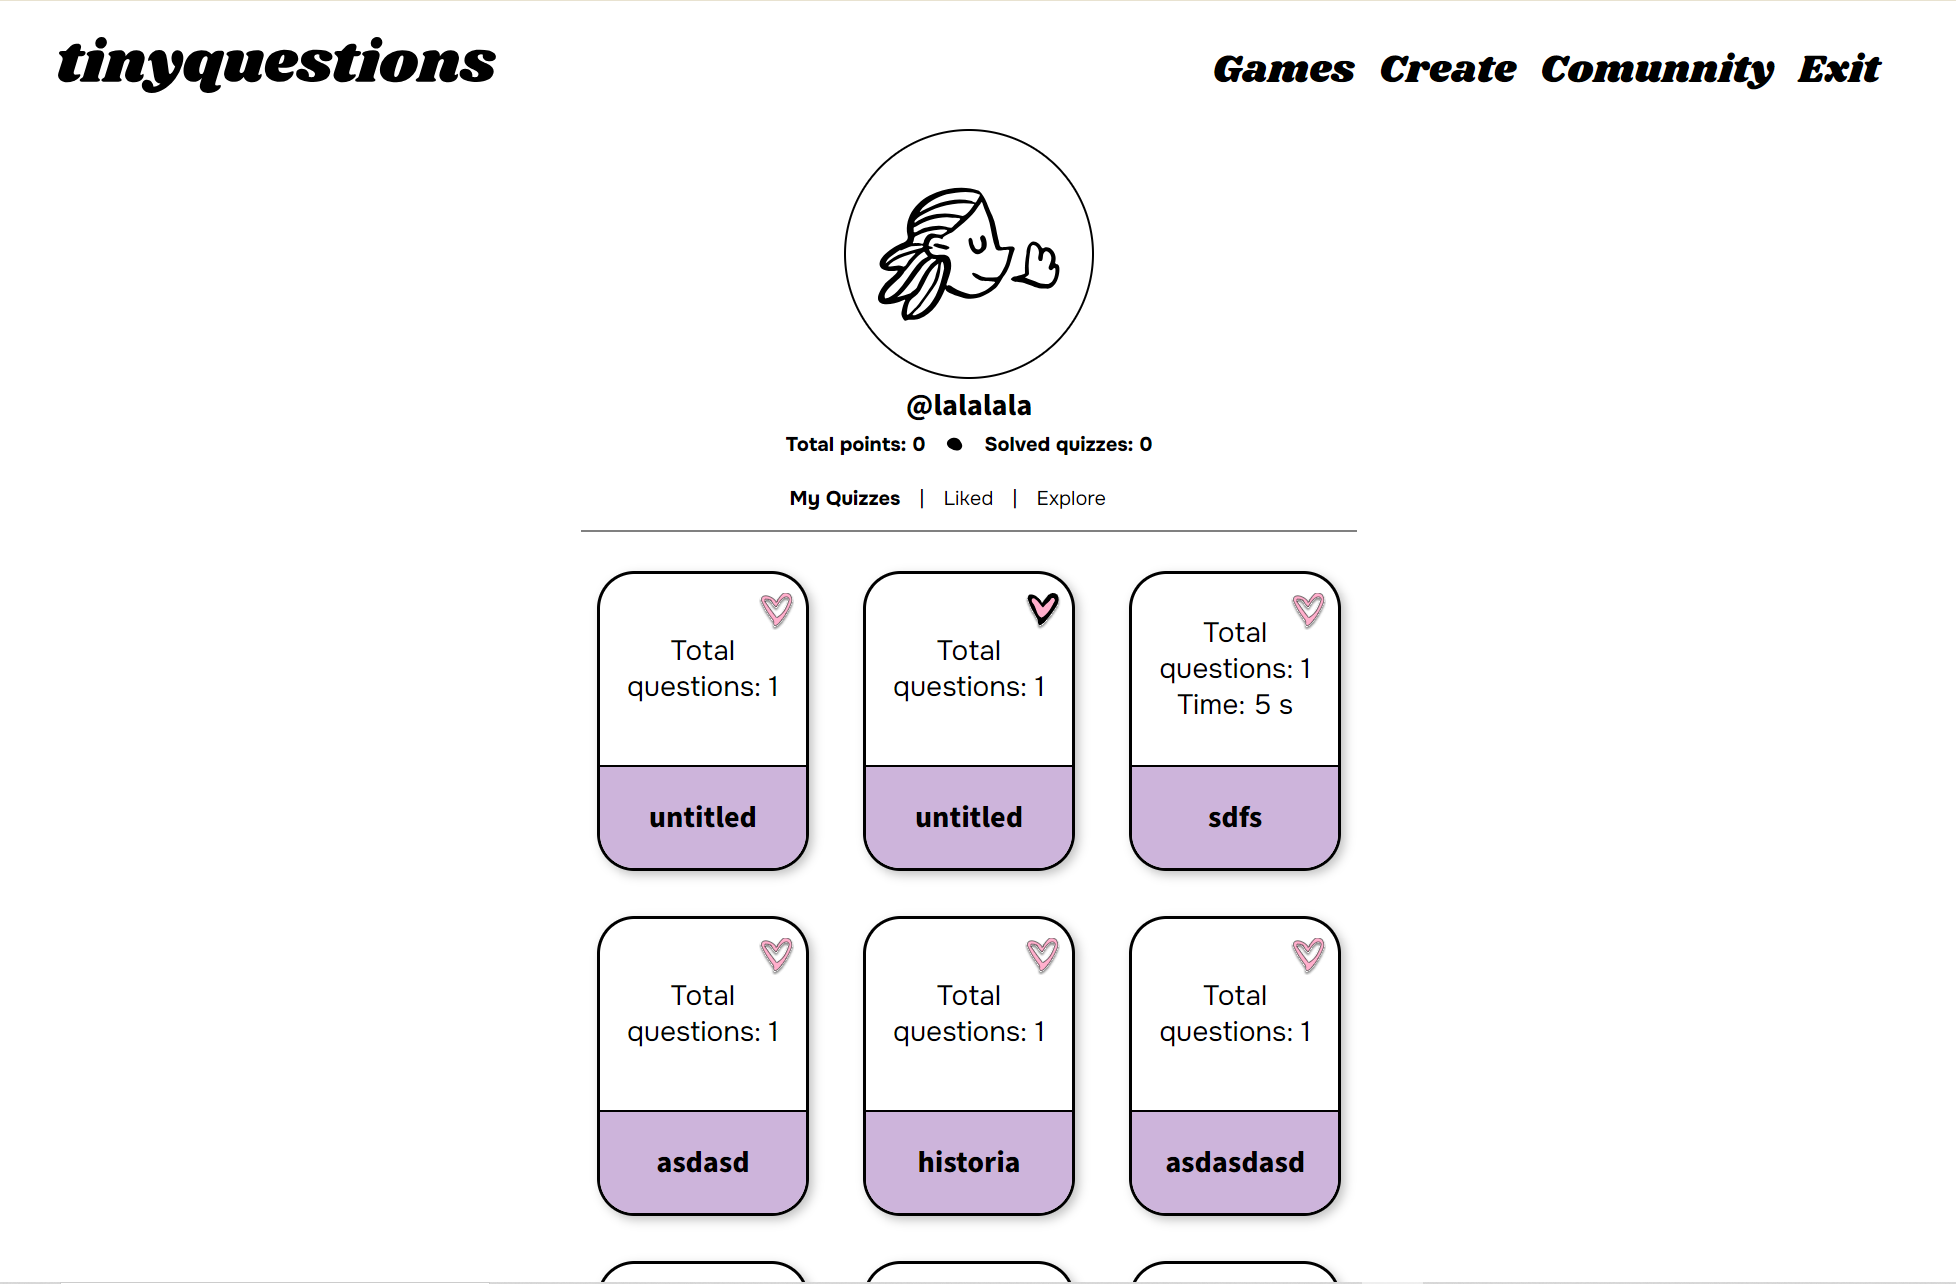 tinyquestions
Games Create Comunnity Exit
@lalalala
Total points: 0 Solved quizzes: 0
My Quizzes | Liked | Explore
Total
questions: 1
untitled
Total
questions: 1
untitled
Total
questions: 1
Time: 5 s
sdfs
Total
questions: 1
asdasd
Total
questions: 1
historia
Total
questions: 1
asdasdasd